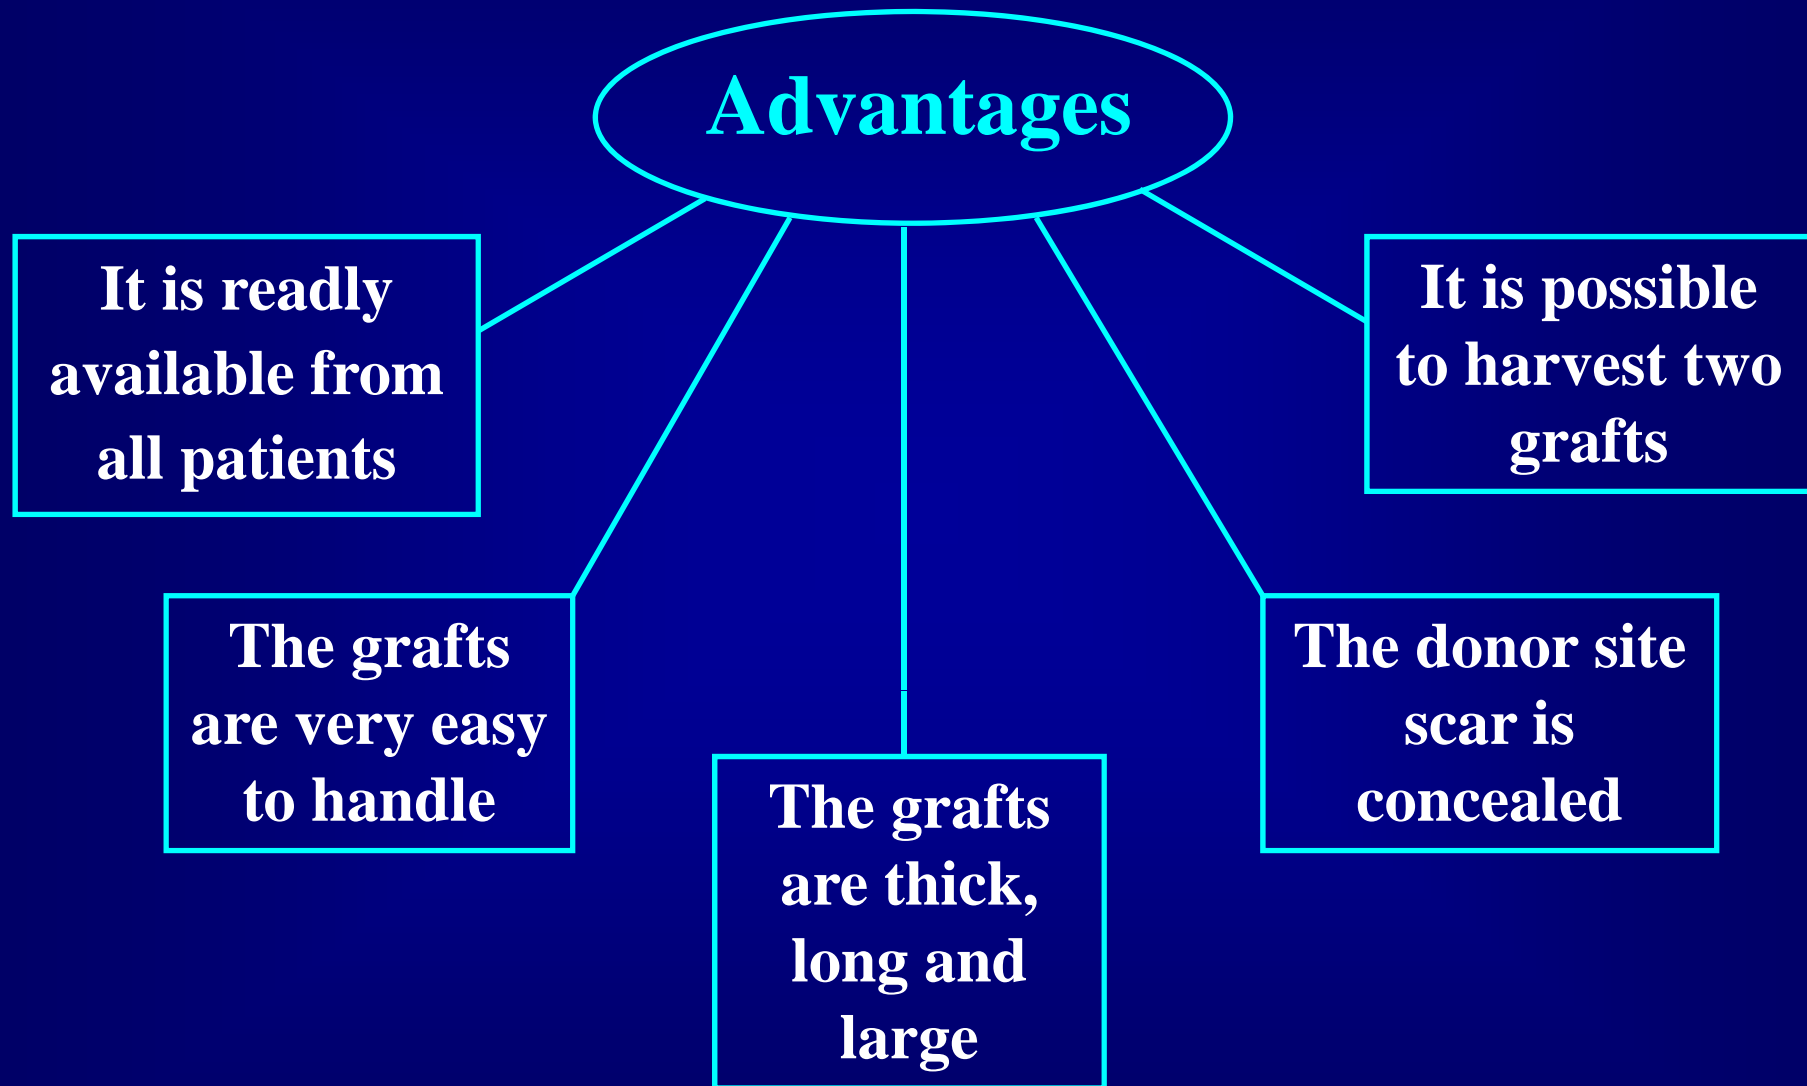 Advantages
It is readly
available from
all patients
The grafts
are very easy
to handle
The grafts
are thick,
long and
large
The donor site
scar is
concealed
It is possible
to harvest two
grafts